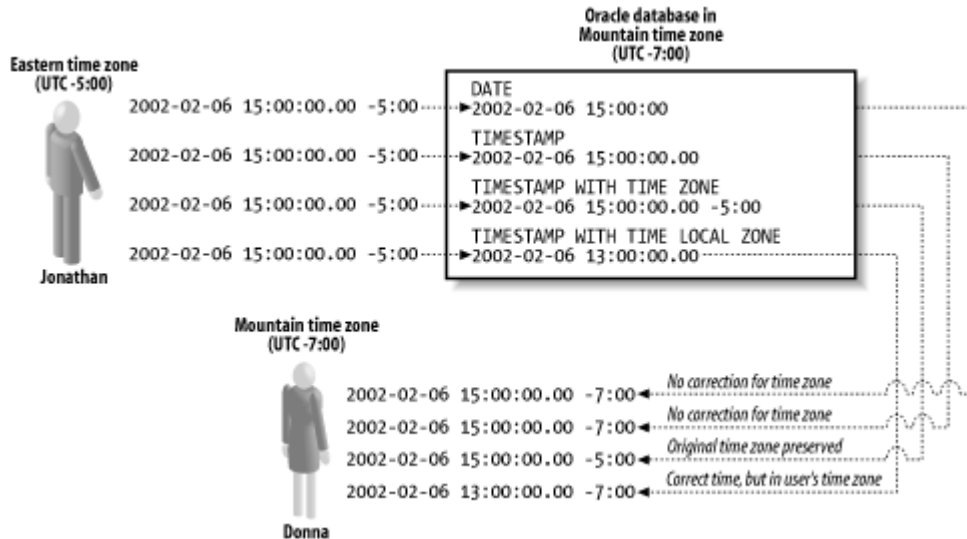 Oracle database in
Mountain time zone
(UTC -7:00)
Eastern time zone
(UTC -5:00)
DATE
2002-02-06 15:00:00.00 -5:00
2002-02-06 15:00:00
TIMESTAMP
2002-02-06 15:00:00.00 -5:00
2002-02-06 15:00:00.00
TIMESTAMP WITH TIME ZONE
2002-02-06 15:00:00.00 -5:00
2002-02-06 15:00:00.00 -5:00
TIMESTAMP WITH TIME LOCAL ZONE
2002-02-06 15:00:00.00 -5:00
2002-02-06 13:00:00.00
Jonathan
Mountain time zone
(UTC -7:00)
2002-02-06 15:00:00.00 -7:00
No correction for time zone
2002-02-06 15:00:00.00 -7:00
No correction for time zone
2002-02-06 15:00:00.00 -5:00
Original time zone preserved
2002-02-06 13:00:00.00 -7:00
Correct time, but in user's time zone
Donna